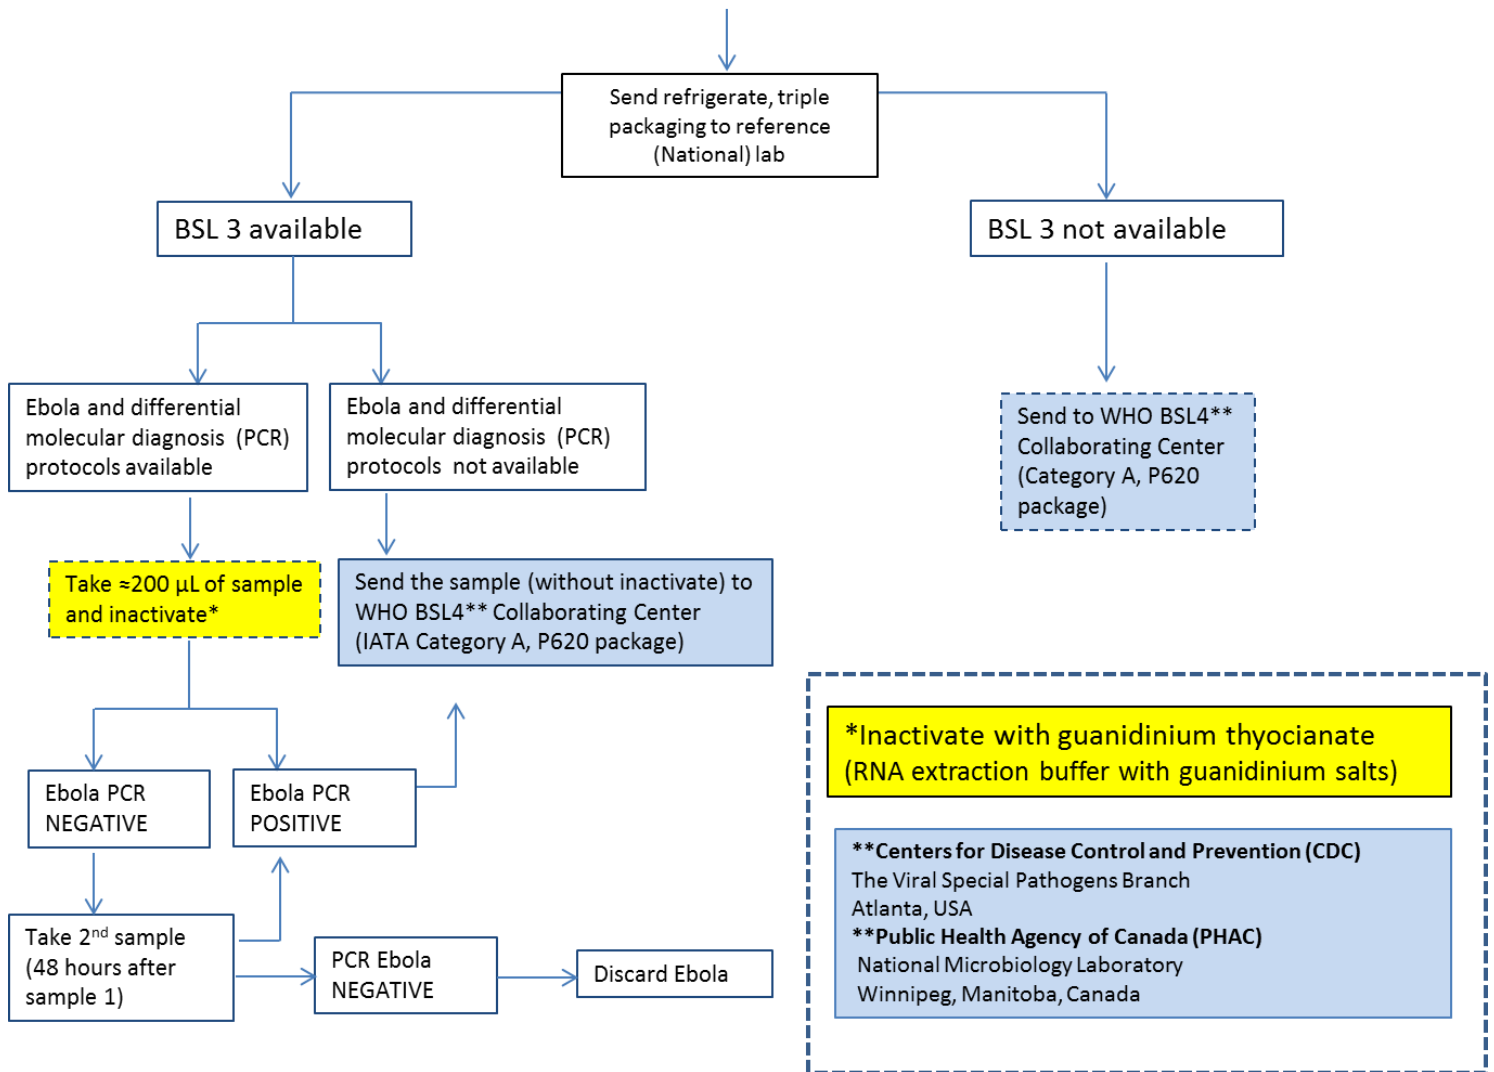 Send refrigerate, triple
packaging to reference
(National) lab
BSL 3 available
BSL 3 not available
Ebola and differential
molecular diagnosis (PCR)
protocols available
Ebola and differential
molecular diagnosis (PCR)
protocols not available
Send to WHO BSL4**
Collaborating Center
(Category A, P620
package)
Take ≈200 µL of sample
and inactivate*
Send the sample (without inactivate) to
WHO BSL4** Collaborating Center
(IATA Category A, P620 package)
Ebola PCR
NEGATIVE
Ebola PCR
POSITIVE
Take 2nd sample
(48 hours after
sample 1)
PCR Ebola
NEGATIVE
Discard Ebola
*Inactivate with guanidinium thyocianate
(RNA extraction buffer with guanidinium salts)
**Centers for Disease Control and Prevention (CDC)
The Viral Special Pathogens Branch
Atlanta, USA
**Public Health Agency of Canada (PHAC)
National Microbiology Laboratory
Winnipeg, Manitoba, Canada